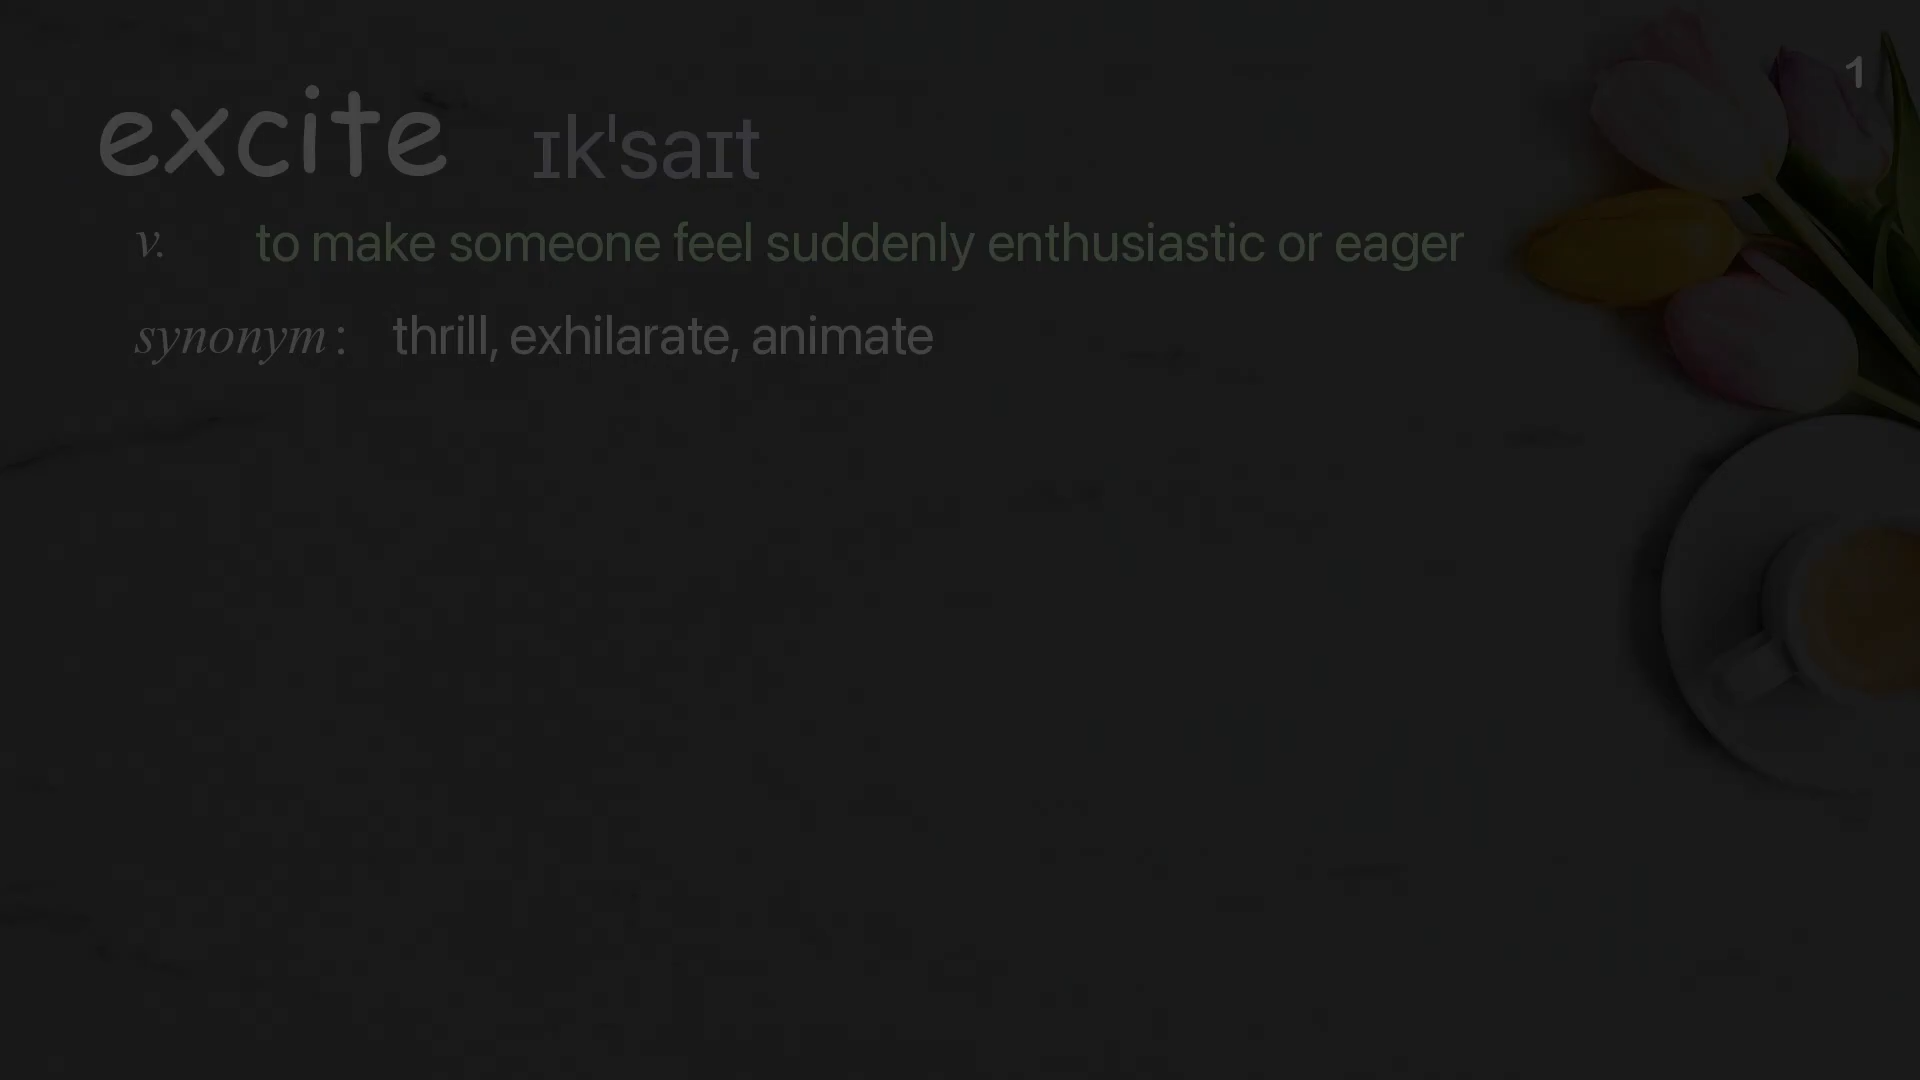 1
excite ɪk'saɪt
v. to make someone feel suddenly enthusiastic or eager
synonym : thrill, exhilarate, animate